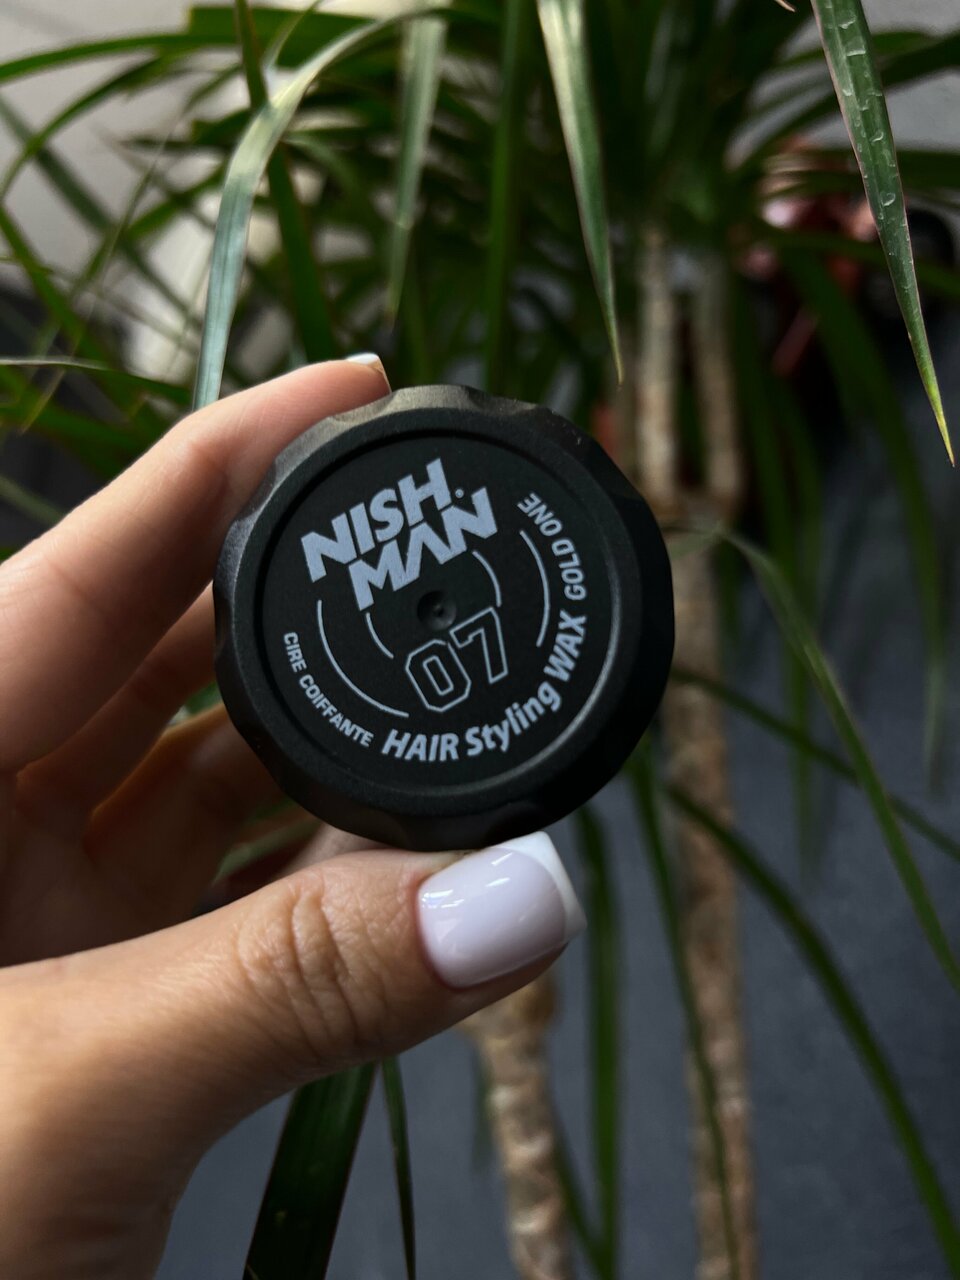 NISH.
MAN
07
CIRE COIFFANTE
HAIR Styling WAX
GOLD ONE